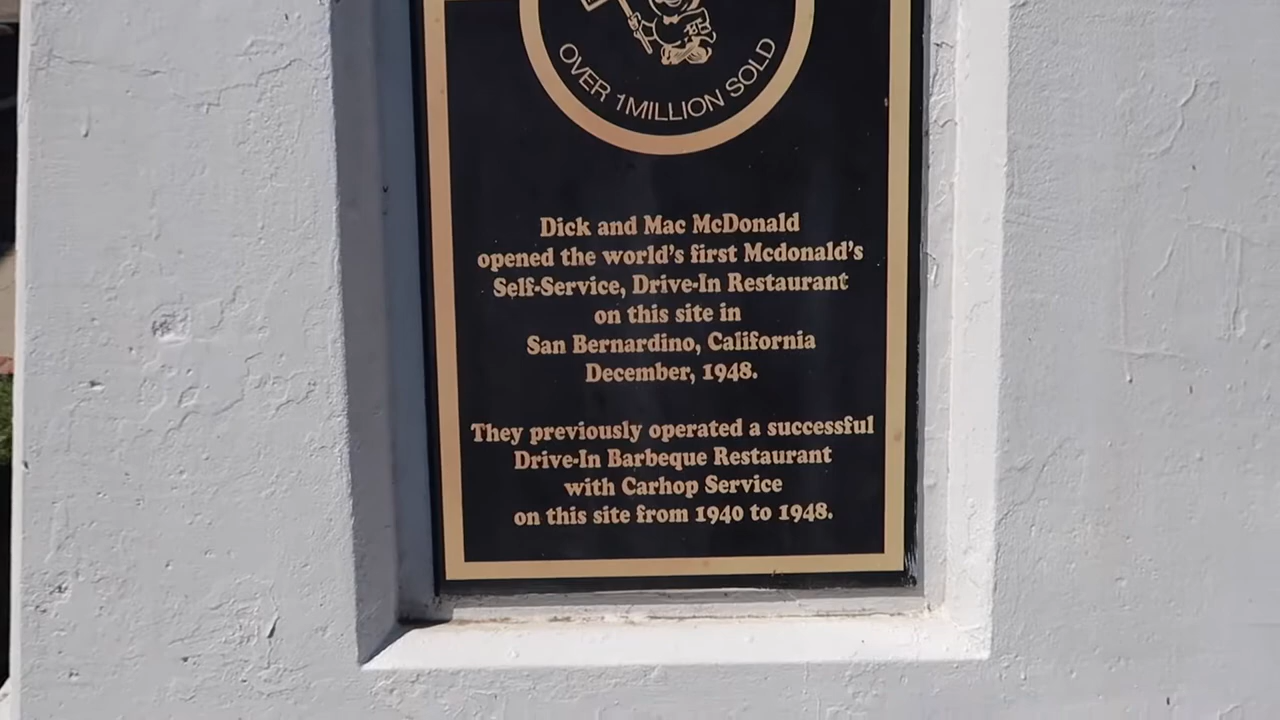 OVER 1 MILLION SOLD
Dick and Mac McDonald
opened the world's first Mcdonald's
Self-Service, Drive-In Restaurant
on this site in
San Bernardino, California
December, 1948.
They previously operated a successful
Drive-In Barbeque Restaurant
with Carhop Service
on this site from 1940 to 1948.